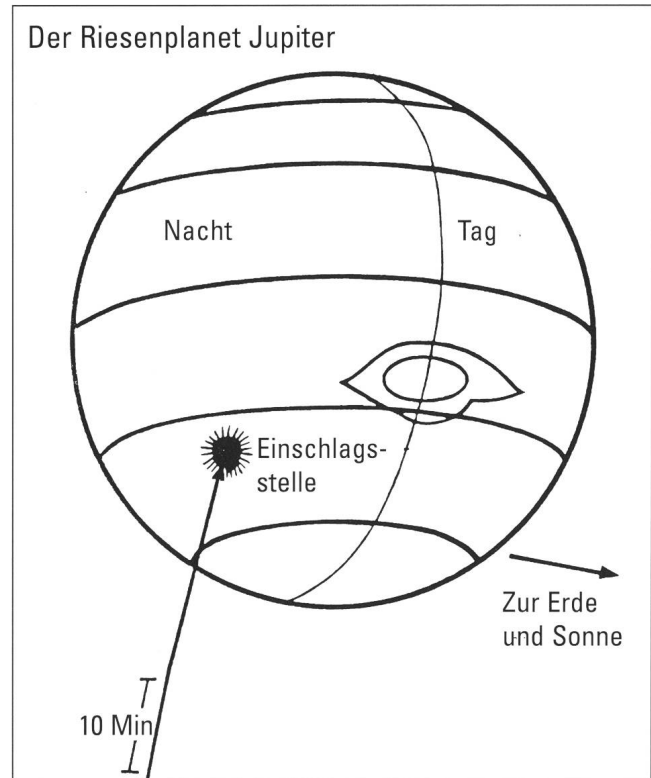 Der Riesenplanet Jupiter
Nacht
Tag
Einschlags-
stelle
Zur Erde
und Sonne
10 Min